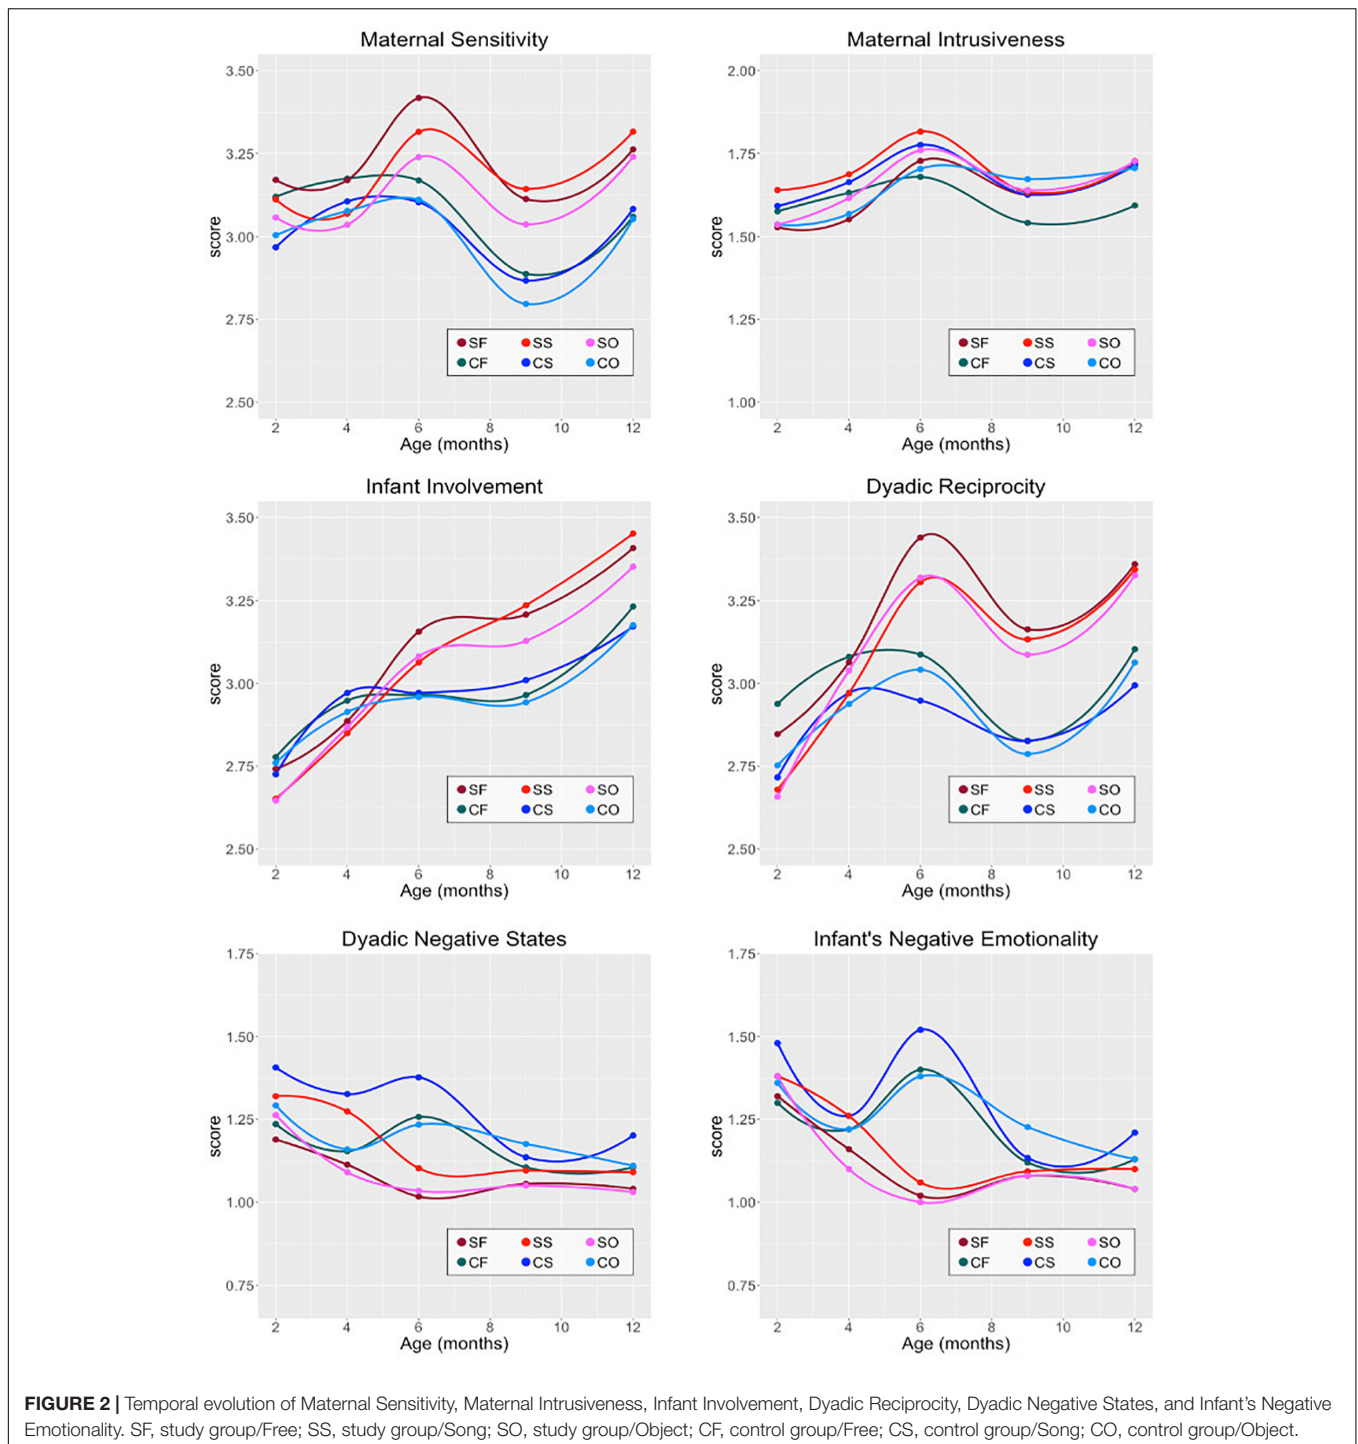 Maternal Sensitivity
3.50
3.25
3.00
2.75
2.50
score
SF SS SO
CF CS CO
2 4 6 8 10 12
Age (months)
Maternal Intrusiveness
2.00
1.75
1.50
1.25
1.00
score
SF SS SO
CF CS CO
2 4 6 8 10 12
Age (months)
Infant Involvement
3.50
3.25
3.00
2.75
2.50
score
SF SS SO
CF CS CO
2 4 6 8 10 12
Age (months)
Dyadic Reciprocity
3.50
3.25
3.00
2.75
2.50
score
SF SS SO
CF CS CO
2 4 6 8 10 12
Age (months)
Dyadic Negative States
1.75
1.50
1.25
1.00
0.75
score
SF SS SO
CF CS CO
2 4 6 8 10 12
Age (months)
Infant's Negative Emotionality
1.75
1.50
1.25
1.00
0.75
score
SF SS SO
CF CS CO
2 4 6 8 10 12
Age (months)
FIGURE 2 | Temporal evolution of Maternal Sensitivity, Maternal Intrusiveness, Infant Involvement, Dyadic Reciprocity, Dyadic Negative States, and Infant's Negative
Emotionality. SF, study group/Free; SS, study group/Song; SO, study group/Object; CF, control group/Free; CS, control group/Song; CO, control group/Object.